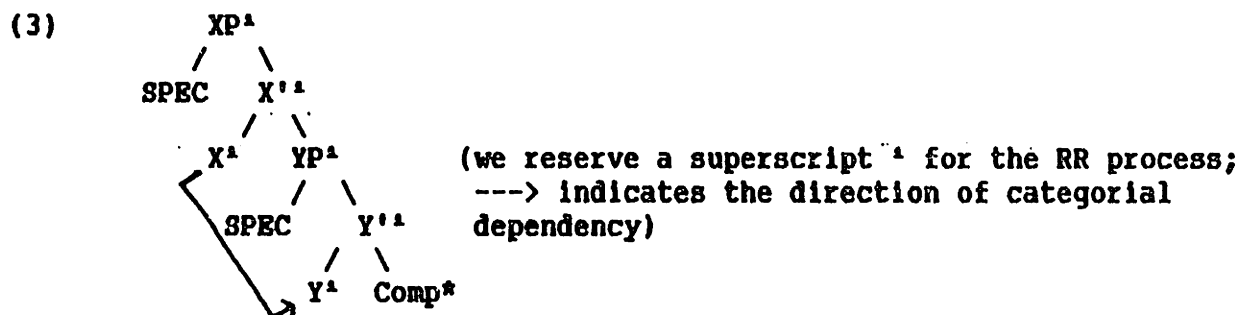 (3) XPⁱ
SPEC X'ⁱ
Xⁱ YPⁱ (we reserve a superscript ⁱ for the RR process;
---> indicates the direction of categorial
SPEC Y'ⁱ dependency)
Yⁱ Comp*